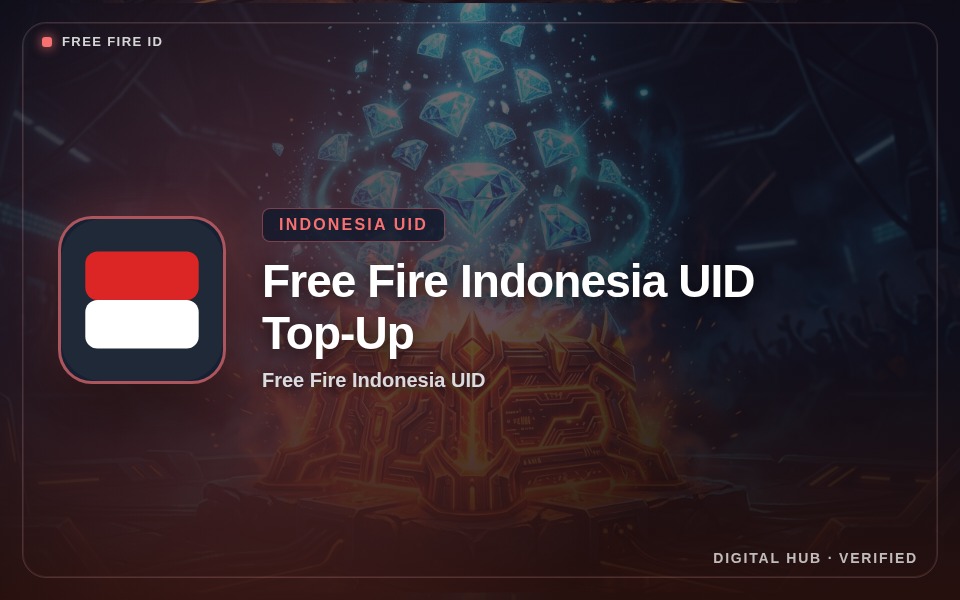 FREE FIRE ID
INDONESIA UID
Free Fire Indonesia UID
Top-Up
Free Fire Indonesia UID
DIGITAL HUB · VERIFIED